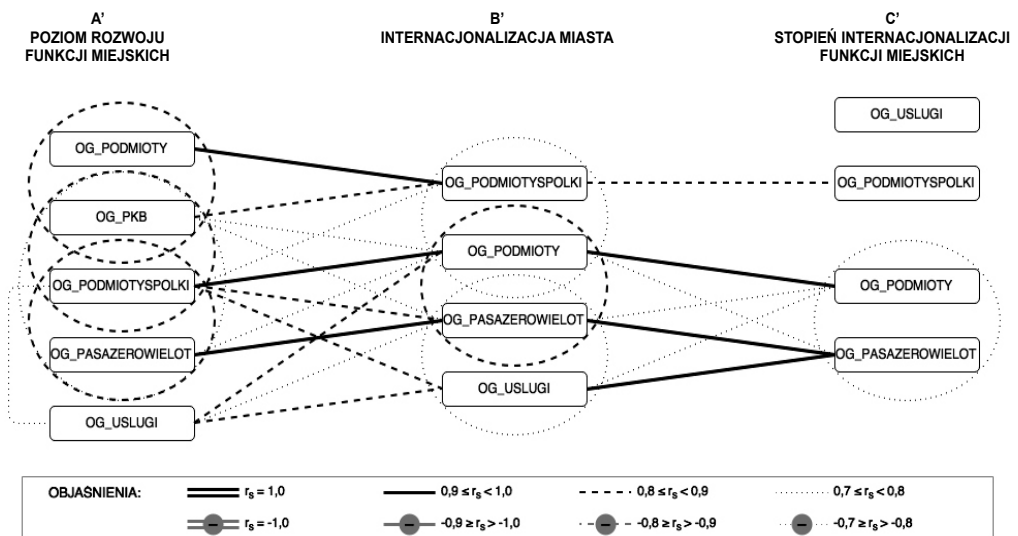 A'
POZIOM ROZWOJU
FUNKCJI MIEJSKICH
B'
INTERNACJONALIZACJA MIASTA
C'
STOPIEŃ INTERNACJONALIZACJI
FUNKCJI MIEJSKICH
OG_PODMIOTY
OG_PKB
OG_PODMIOTYSPOLKI
OG_PASAZEROWIELOT
OG_USLUGI
OG_PODMIOTYSPOLKI
OG_PODMIOTY
OG_PASAZEROWIELOT
OG_USLUGI
OG_USLUGI
OG_PODMIOTYSPOLKI
OG_PODMIOTY
OG_PASAZEROWIELOT
OBJAŚNIENIA:
rs = 1,0
0,9 ≤ rs < 1,0
0,8 ≤ rs < 0,9
0,7 ≤ rs < 0,8
rs = -1,0
-0,9 ≥ rs > -1,0
-0,8 ≥ rs > -0,9
-0,7 ≥ rs > -0,8